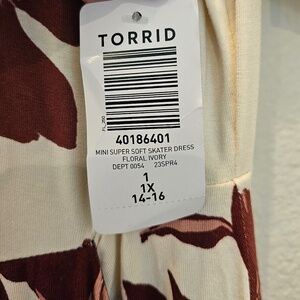 TORRID
40186401
MINI SUPER SOFT SKATER DRESS
FLORAL IVORY
DEPT 0054 23SPR4
1
1X
14-16